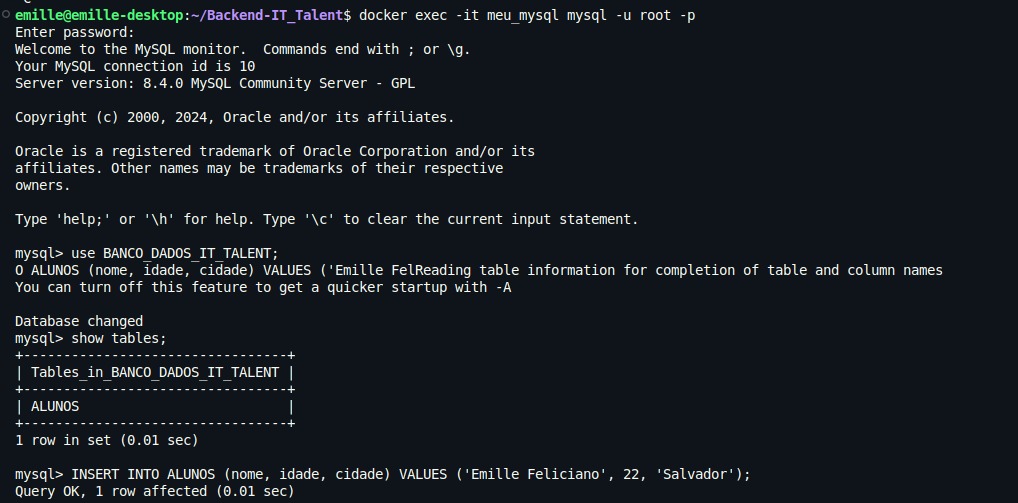 emille@emille-desktop:~/Backend-IT_Talent$ docker exec -it meu_mysql mysql -u root -p
Enter password:
Welcome to the MySQL monitor.  Commands end with ; or \g.
Your MySQL connection id is 10
Server version: 8.4.0 MySQL Community Server - GPL

Copyright (c) 2000, 2024, Oracle and/or its affiliates.

Oracle is a registered trademark of Oracle Corporation and/or its
affiliates. Other names may be trademarks of their respective
owners.

Type 'help;' or '\h' for help. Type '\c' to clear the current input statement.

mysql> use BANCO_DADOS_IT_TALENT;
O ALUNOS (nome, idade, cidade) VALUES ('Emille FelReading table information for completion of table and column names
You can turn off this feature to get a quicker startup with -A

Database changed
mysql> show tables;
+---------------------------------+
| Tables_in_BANCO_DADOS_IT_TALENT |
+---------------------------------+
| ALUNOS                          |
+---------------------------------+
1 row in set (0.01 sec)

mysql> INSERT INTO ALUNOS (nome, idade, cidade) VALUES ('Emille Feliciano', 22, 'Salvador');
Query OK, 1 row affected (0.01 sec)